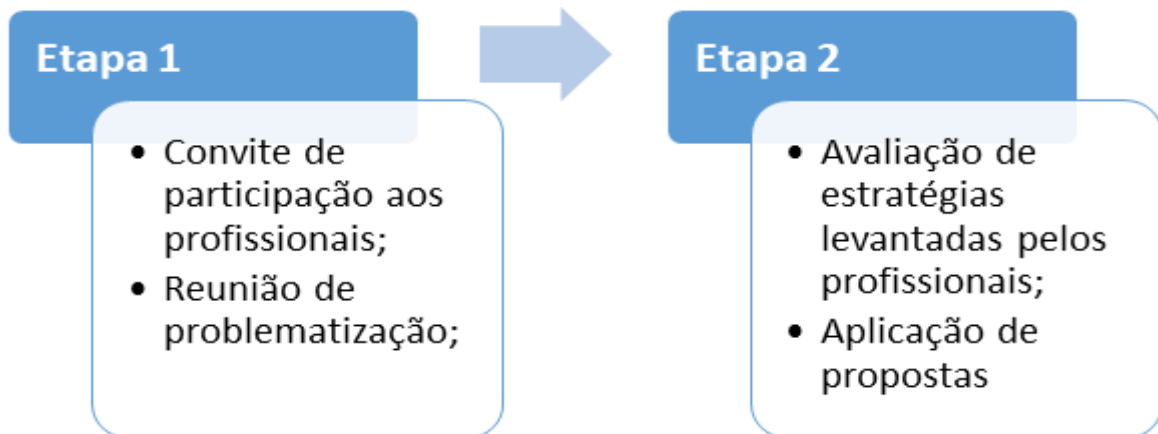 Etapa 1
• Convite de
participação aos
profissionais;
• Reunião de
problematização;
Etapa 2
• Avaliação de
estratégias
levantadas pelos
profissionais;
• Aplicação de
propostas